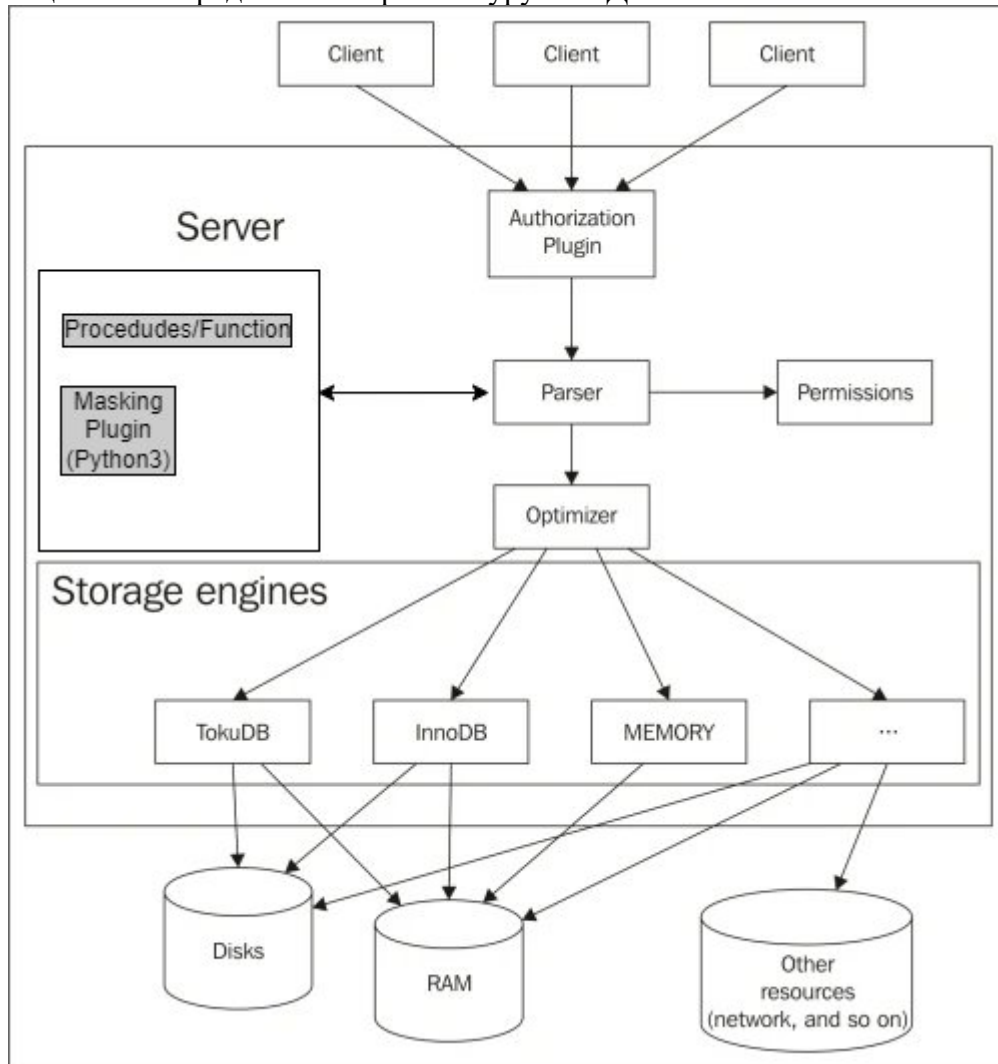 Client
Client
Client
Authorization
Plugin
Server
Procedudes/Function
Masking
Plugin
(Python3)
Parser
Permissions
Optimizer
Storage engines
TokuDB
InnoDB
MEMORY
...
Disks
RAM
Other
resources
(network, and so on)